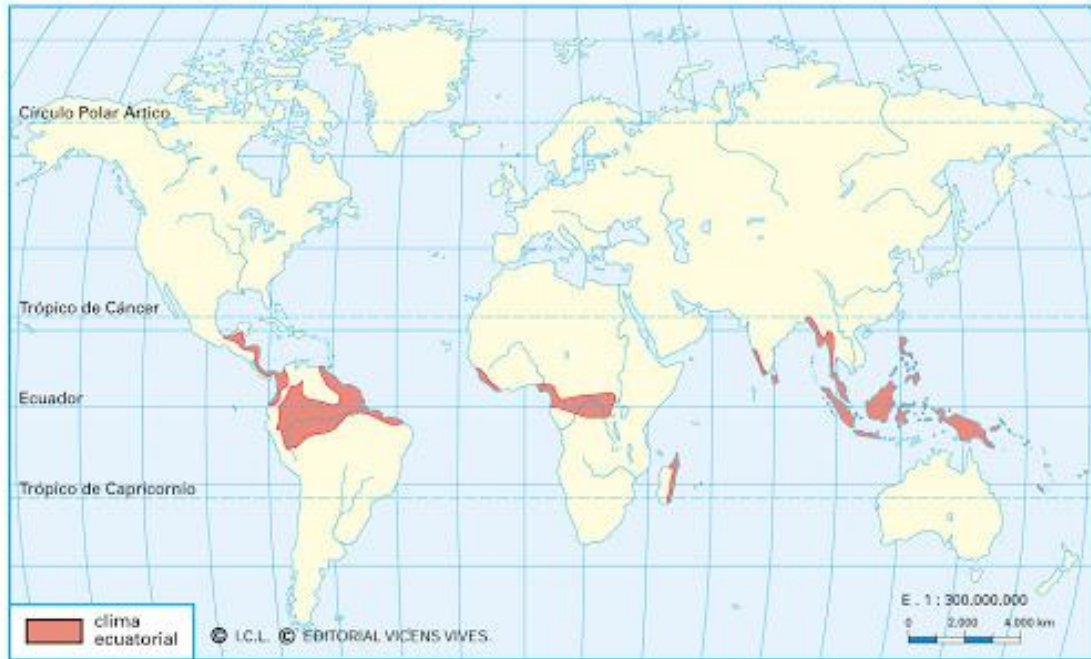 Círculo Polar Ártico
Trópico de Cáncer
Ecuador
Trópico de Capricornio
E . 1 : 300.000.000
0 2.000 4.000 km
clima
ecuatorial
© I.C.L. © EDITORIAL VICENS VIVES.